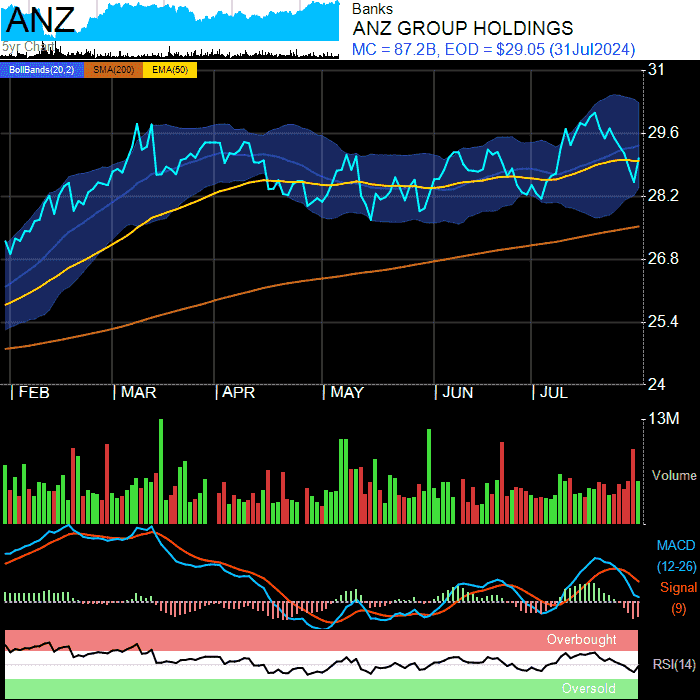 ANZ
5yr Chart
Banks
ANZ GROUP HOLDINGS
MC = 87.2B, EOD = $29.05 (31Jul2024)
BollBands(20,2) SMA(200) EMA(50)
31
29.6
28.2
26.8
25.4
24
FEB MAR APR MAY JUN JUL
13M
Volume
MACD
(12-26)
Signal
(9)
Overbought
RSI(14)
Oversold